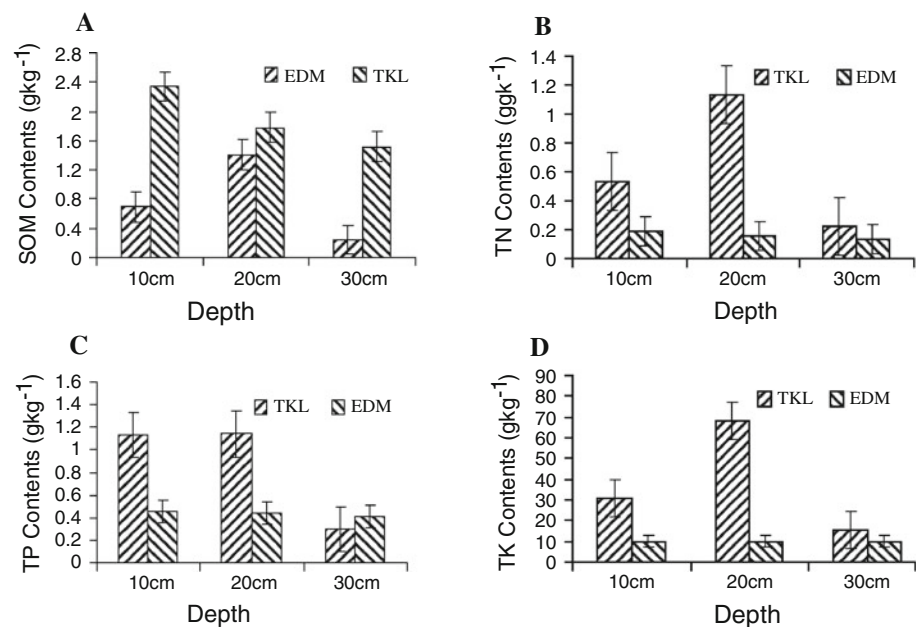 A
SOM Contents (gkg⁻¹)
2.8
2.4
2
1.6
1.2
0.8
0.4
0
EDM TKL
10cm 20cm 30cm
Depth
B
TN Contents (ggk⁻¹)
1.4
1.2
1
0.8
0.6
0.4
0.2
0
TKL EDM
10cm 20cm 30cm
Depth
C
TP Contents (gkg⁻¹)
1.6
1.4
1.2
1
0.8
0.6
0.4
0.2
0
TKL EDM
10cm 20cm 30cm
Depth
D
TK Contents (gkg⁻¹)
90
80
70
60
50
40
30
20
10
0
TKL EDM
10cm 20cm 30cm
Depth